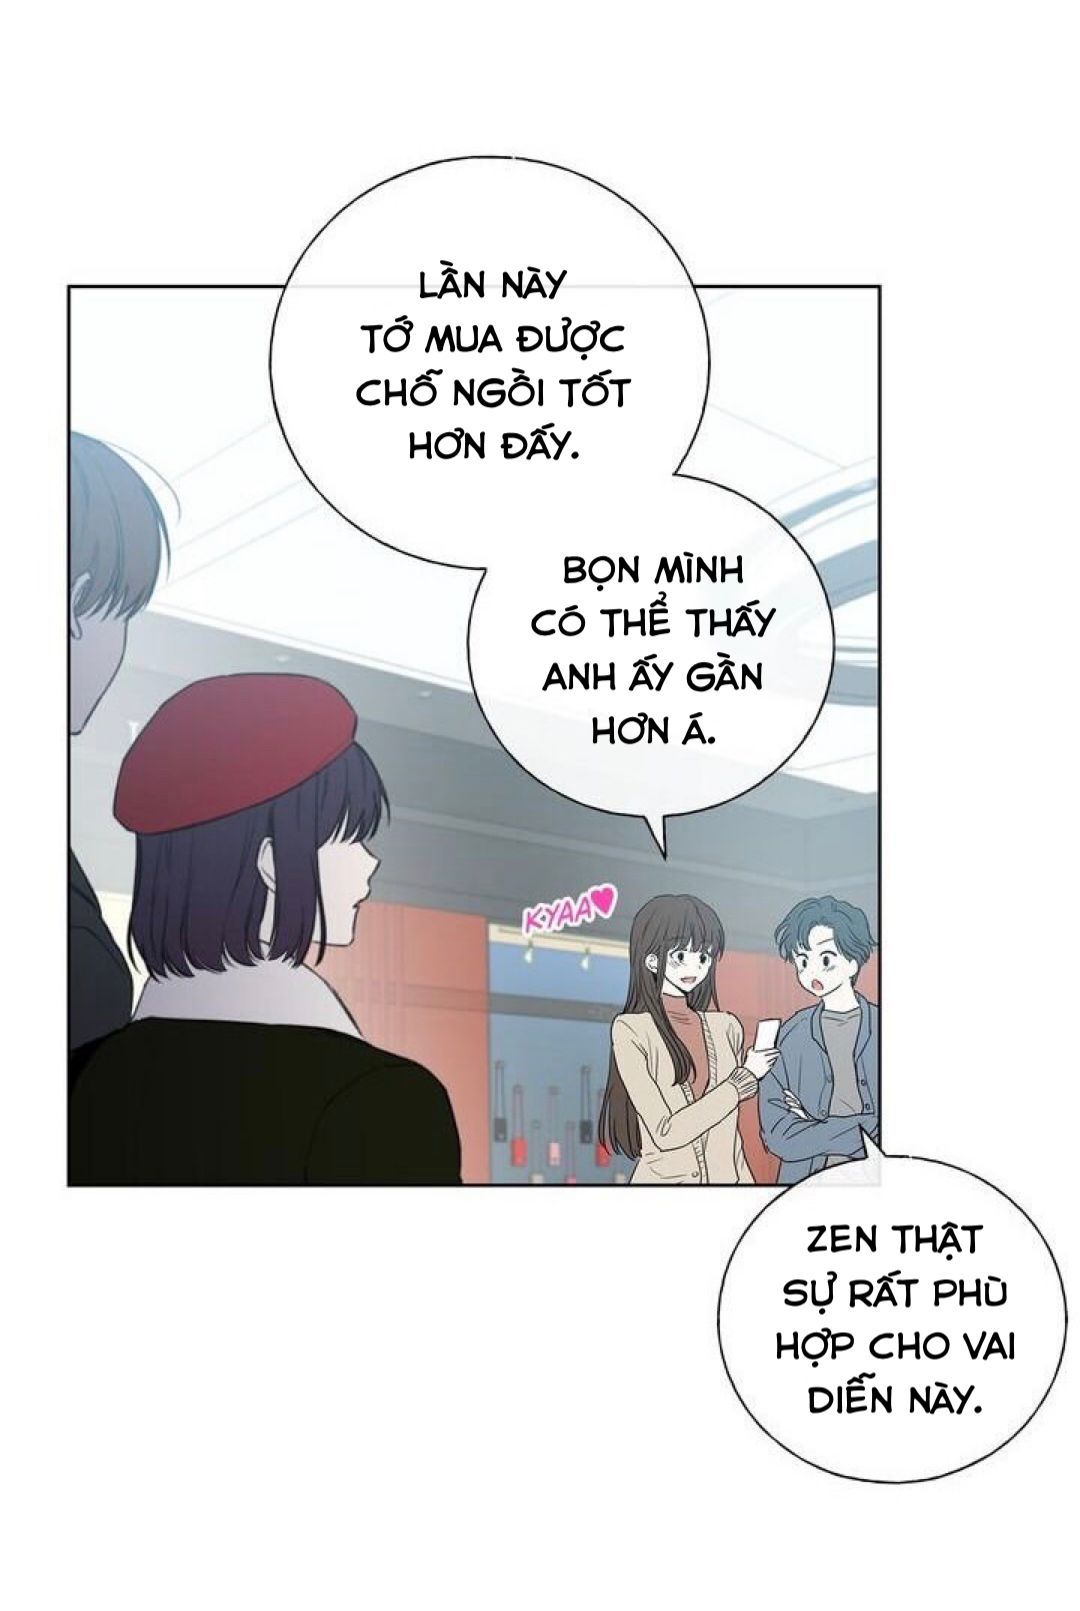 LẦN NÀY
TỚ MUA ĐƯỢC
CHỖ NGỒI TỐT
HƠN ĐẤY.
BỌN MÌNH
CÓ THỂ THẤY
ANH ẤY GẦN
HƠN Á.
KYAA♥
ZEN THẬT
SỰ RẤT PHÙ
HỢP CHO VAI
DIỄN NÀY.